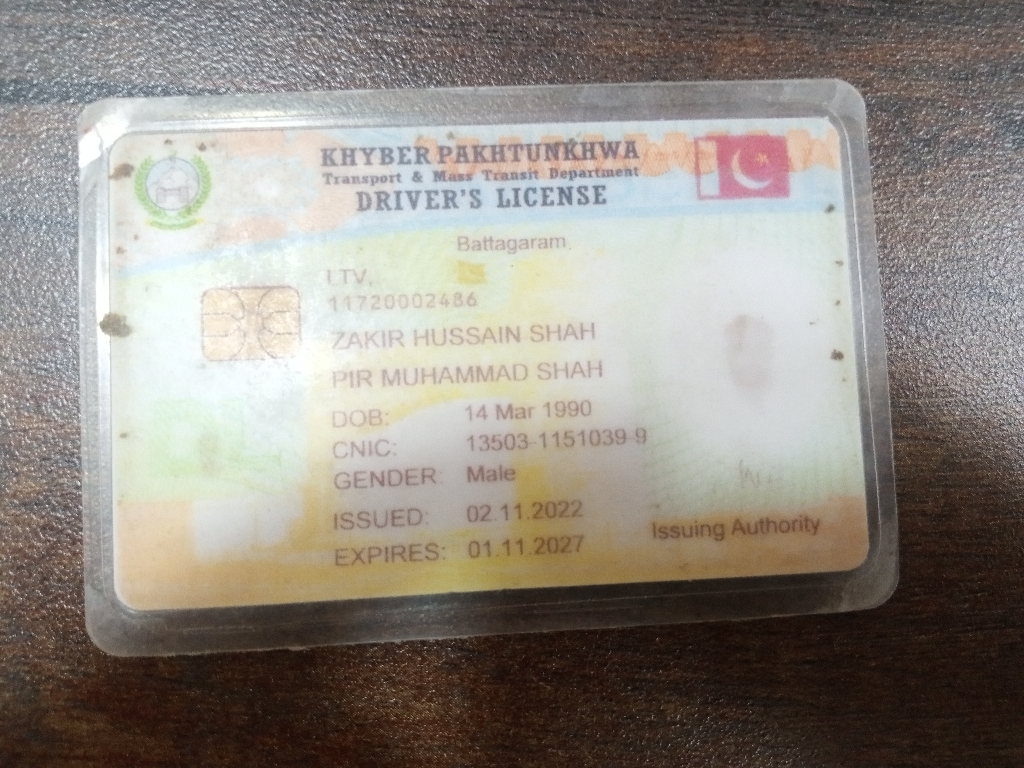 KHYBER PAKHTUNKHWA
Transport & Mass Transit Department
DRIVER'S LICENSE
Battagaram.
LTV,
11720002486
ZAKIR HUSSAIN SHAH
PIR MUHAMMAD SHAH
DOB: 14 Mar 1990
CNIC: 13503-1151039-9
GENDER: Male
ISSUED: 02.11.2022
EXPIRES: 01.11.2027
Issuing Authority